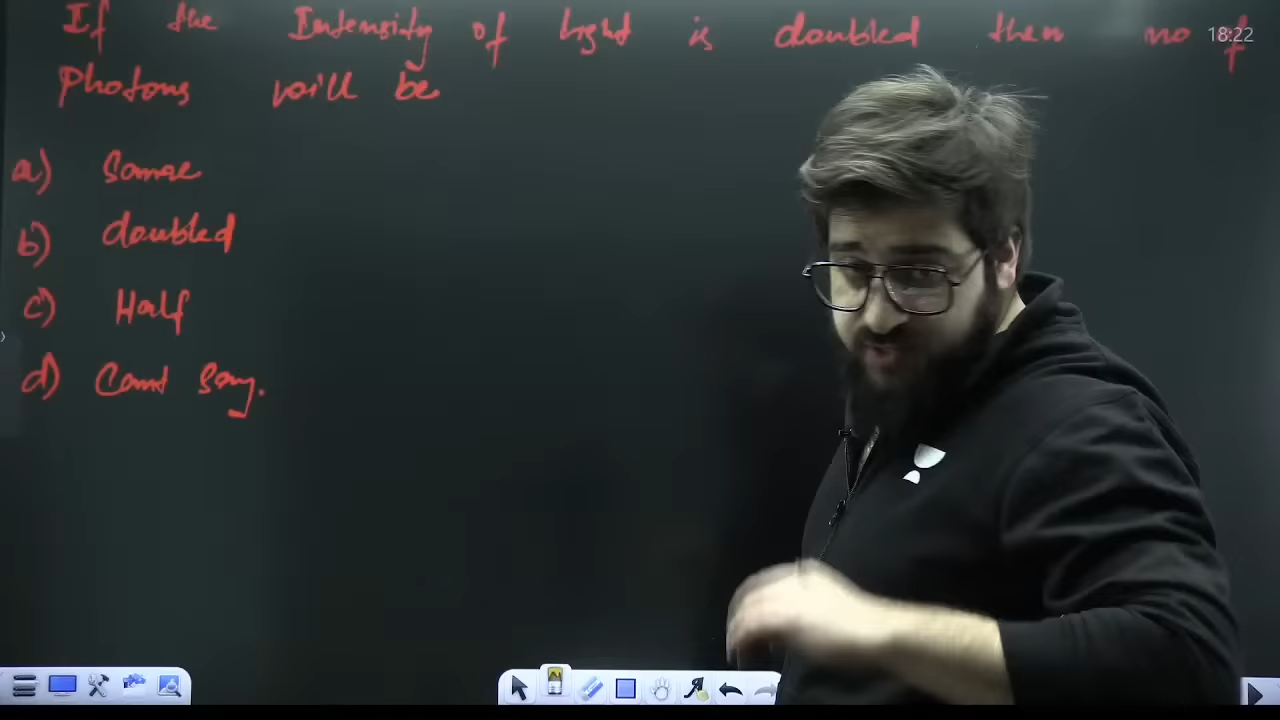 If the Intensity of light is doubled then no of
18:22
Photons will be
a) Same
b) doubled
c) Half
d) Cant Say.